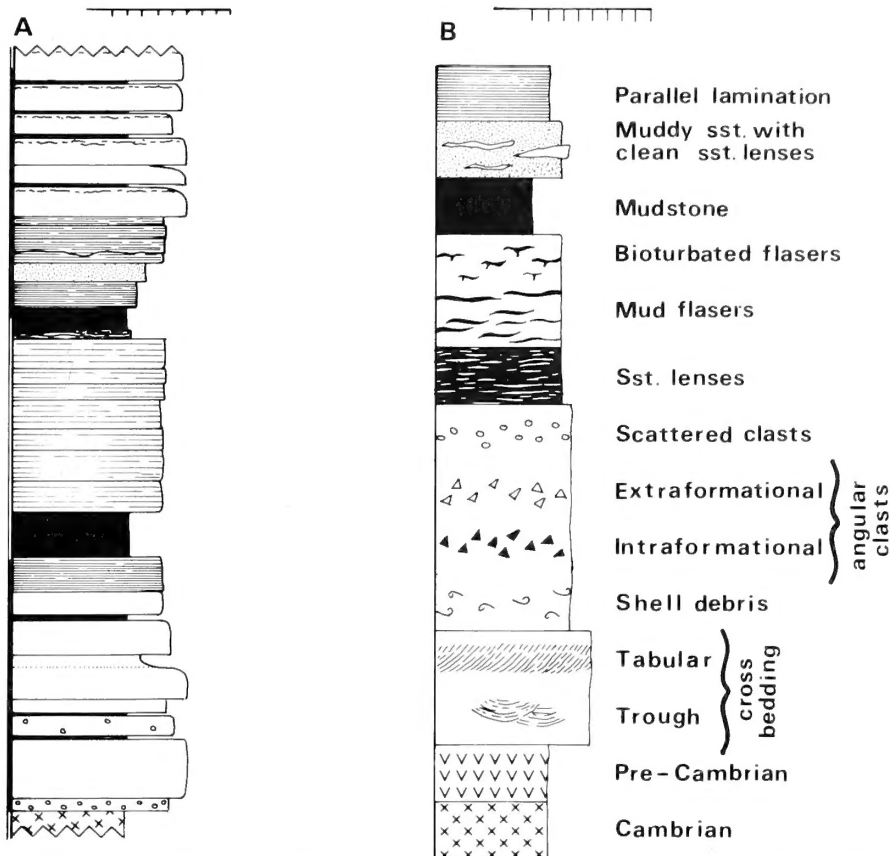 A
B
Parallel lamination
Muddy sst. with
clean sst. lenses
Mudstone
Bioturbated flasers
Mud flasers
Sst. lenses
Scattered clasts
Extraformational
Intraformational
angular
clasts
Shell debris
Tabular
Trough
cross
bedding
Pre-Cambrian
Cambrian